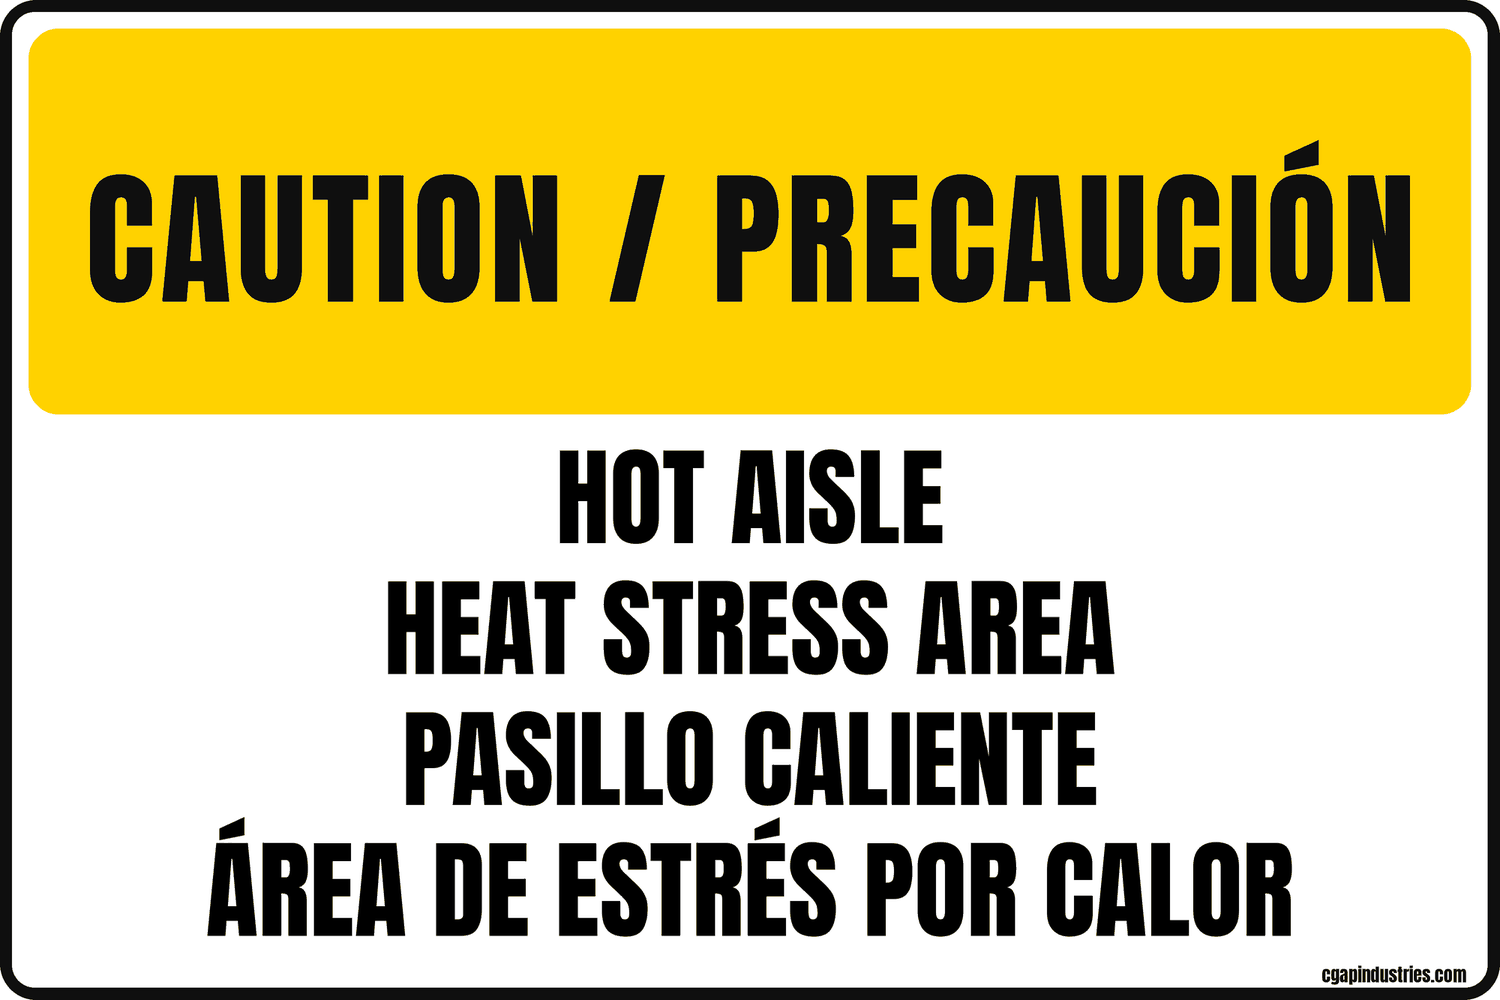 CAUTION / PRECAUCIÓN
HOT AISLE
HEAT STRESS AREA
PASILLO CALIENTE
ÁREA DE ESTRÉS POR CALOR
cgapindustries.com